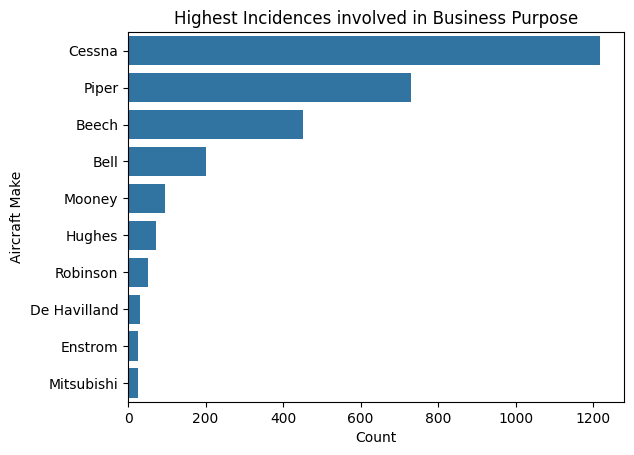 Highest Incidences involved in Business Purpose
Cessna
Piper
Beech
Bell
Mooney
Hughes
Robinson
De Havilland
Enstrom
Mitsubishi
Aircraft Make
0 200 400 600 800 1000 1200
Count